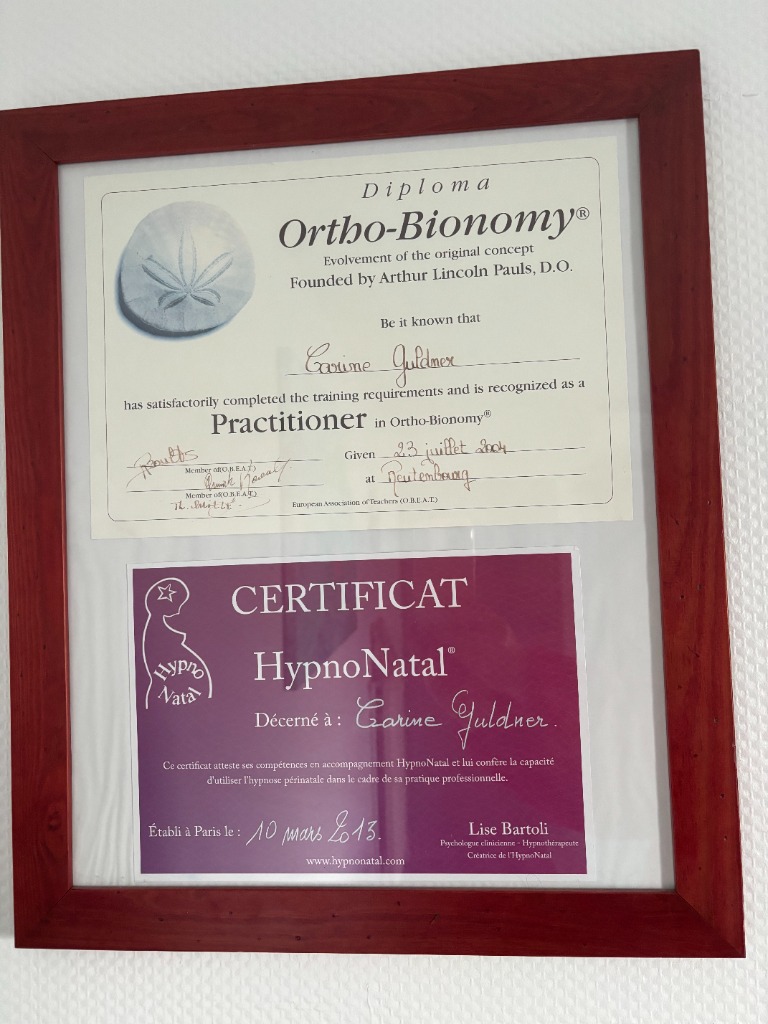 Diploma
Ortho-Bionomy®
Evolvement of the original concept
Founded by Arthur Lincoln Pauls, D.O.
Be it known that
Carine Guldner
has satisfactorily completed the training requirements and is recognized as a
Practitioner in Ortho-Bionomy®
Given 23 juillet 2004
Member of(O.B.E.A.T.)
at Reutenbourg
Member of(O.B.E.A.T.)
European Association of Teachers (O.B.E.A.T.)
CERTIFICAT
HypnoNatal®
Hypno
Natal
Décerné à : Carine Guldner.
Ce certificat atteste ses compétences en accompagnement HypnoNatal et lui confère la capacité
d'utiliser l'hypnose périnatale dans le cadre de sa pratique professionnelle.
Établi à Paris le : 10 mars 2013.
Lise Bartoli
Psychologue clinicienne - Hypnothérapeute
Créatrice de l'HypnoNatal
www.hypnonatal.com